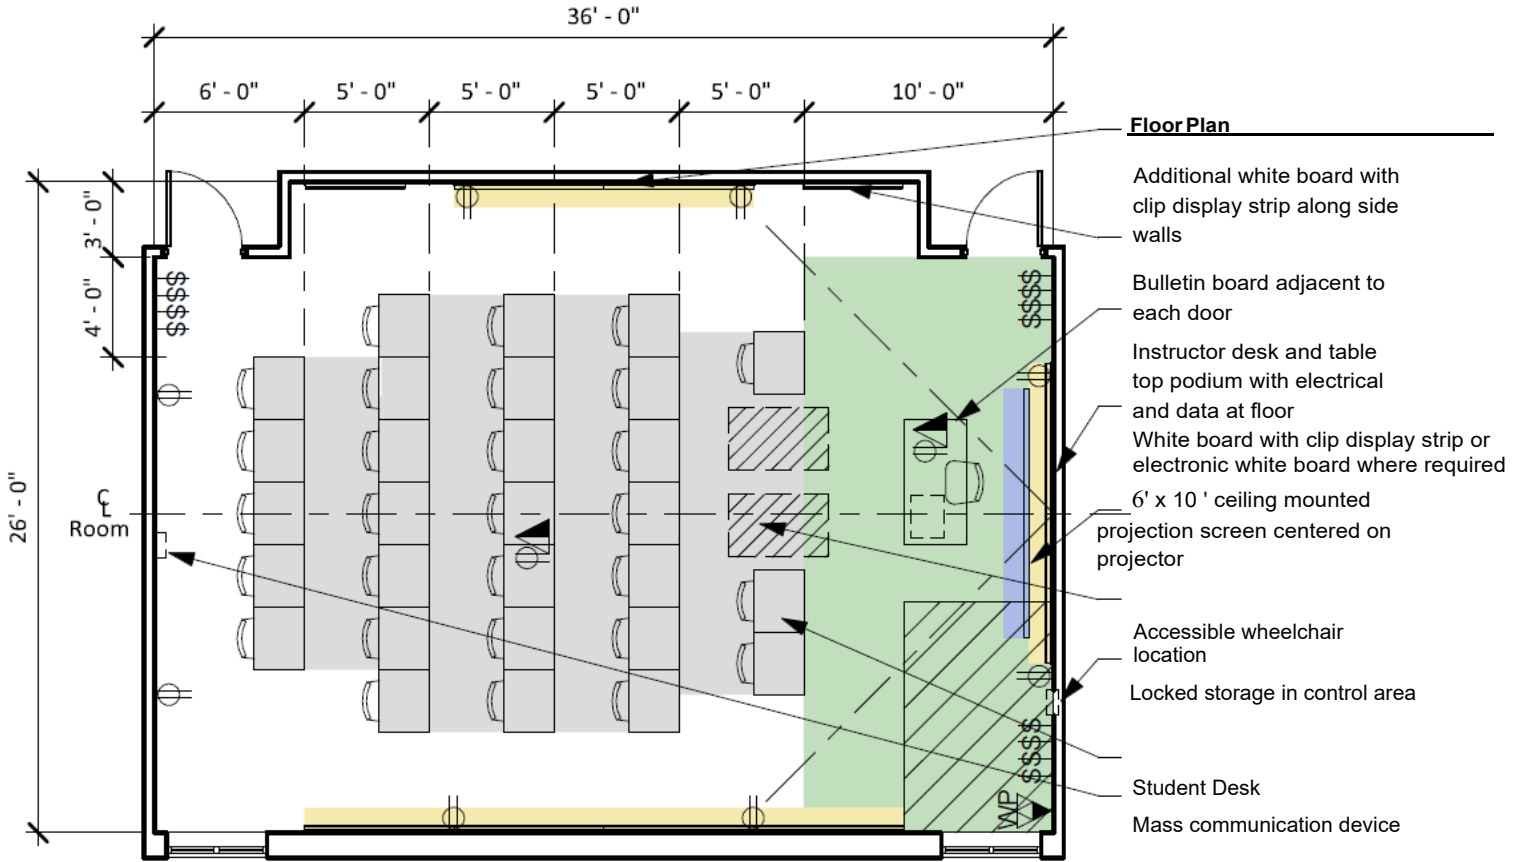 36' - 0"
6' - 0"
5' - 0"
5' - 0"
5' - 0"
5' - 0"
10' - 0"
Floor Plan
Additional white board with
clip display strip along side
walls
3' - 0"
4' - 0"
26' - 0"
$$$$
$$$$
Bulletin board adjacent to
each door
Instructor desk and table
top podium with electrical
and data at floor
White board with clip display strip or
electronic white board where required
℄
Room
6' x 10 ' ceiling mounted
projection screen centered on
projector
Accessible wheelchair
location
Locked storage in control area
$$$$
WP
Student Desk
Mass communication device